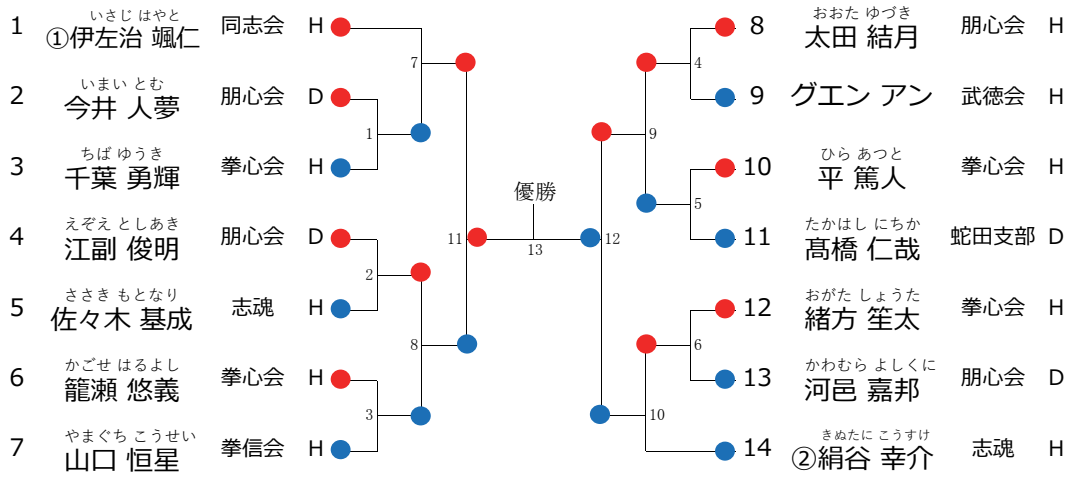 いさじ はやと
1 ①伊左治 颯仁 同志会 H
いまい とむ
2 今井 人夢 朋心会 D
ちば ゆうき
3 千葉 勇輝 拳心会 H
えぞえ としあき
4 江副 俊明 朋心会 D
ささき もとなり
5 佐々木 基成 志魂 H
かごせ はるよし
6 籠瀬 悠義 拳心会 H
やまぐち こうせい
7 山口 恒星 拳信会 H
7
1
2
8
3
11
優勝
13
12
4
9
5
6
10
おおた ゆづき
8 太田 結月 朋心会 H
9 グエン アン 武徳会 H
ひら あつと
10 平 篤人 拳心会 H
たかはし にちか
11 髙橋 仁哉 蛇田支部 D
おがた しょうた
12 緒方 笙太 拳心会 H
かわむら よしくに
13 河邑 嘉邦 朋心会 D
きぬたに こうすけ
14 ②絹谷 幸介 志魂 H